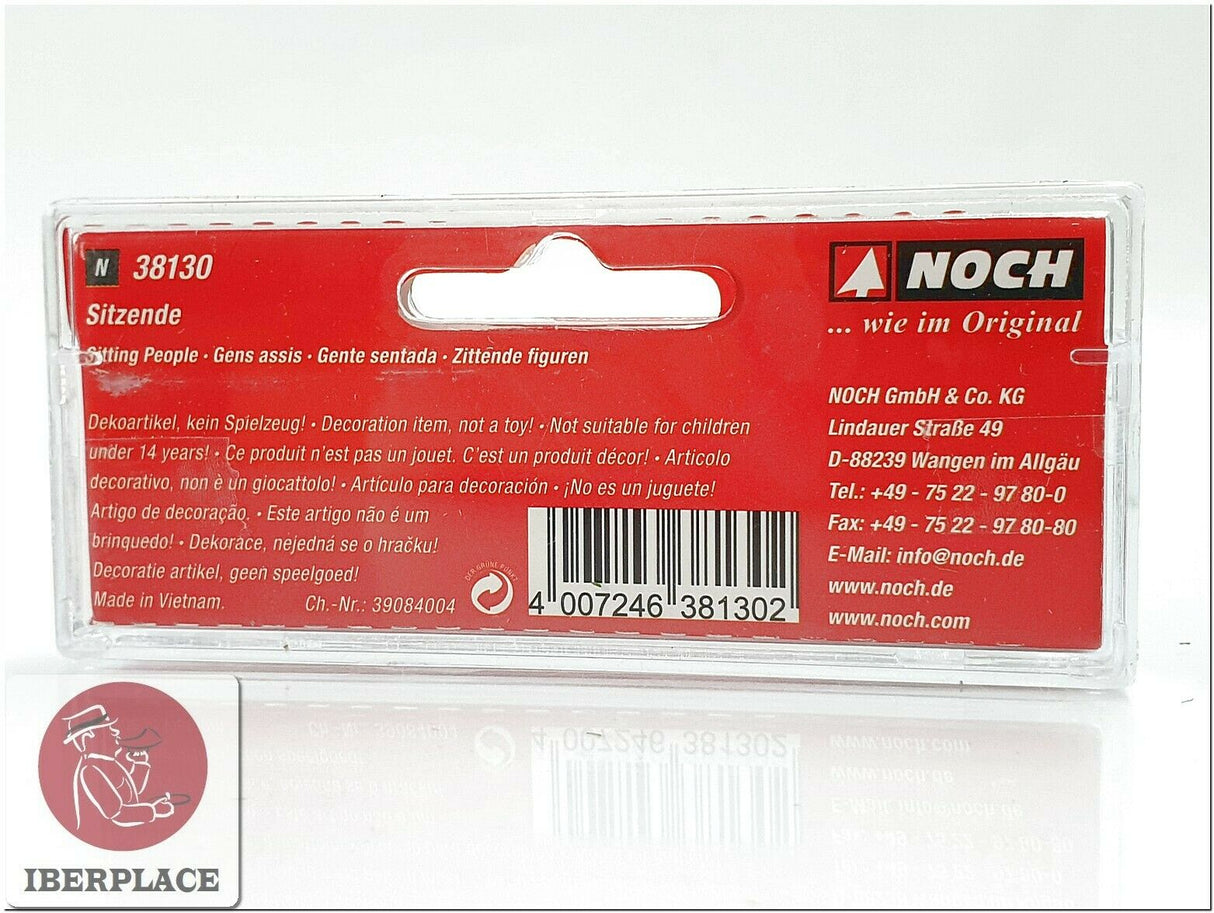 N 38130
Sitzende
Sitting People · Gens assis · Gente sentada · Zittende figuren
Dekoartikel, kein Spielzeug! · Decoration item, not a toy! · Not suitable for children
under 14 years! · Ce produit n'est pas un jouet. C'est un produit décor! · Articolo
decorativo, non è un giocattolo! · Artículo para decoración · ¡No es un juguete!
Artigo de decoração. · Este artigo não é um
brinquedo! · Dekorace, nejedná se o hračku!
Decoratie artikel, geen speelgoed!
Made in Vietnam. Ch.-Nr.: 39084004
DER GRÜNE PUNKT
4 007246 381302
NOCH
... wie im Original
NOCH GmbH & Co. KG
Lindauer Straße 49
D-88239 Wangen im Allgäu
Tel.: +49 - 75 22 - 97 80-0
Fax: +49 - 75 22 - 97 80-80
E-Mail: info@noch.de
www.noch.de
www.noch.com
IBERPLACE